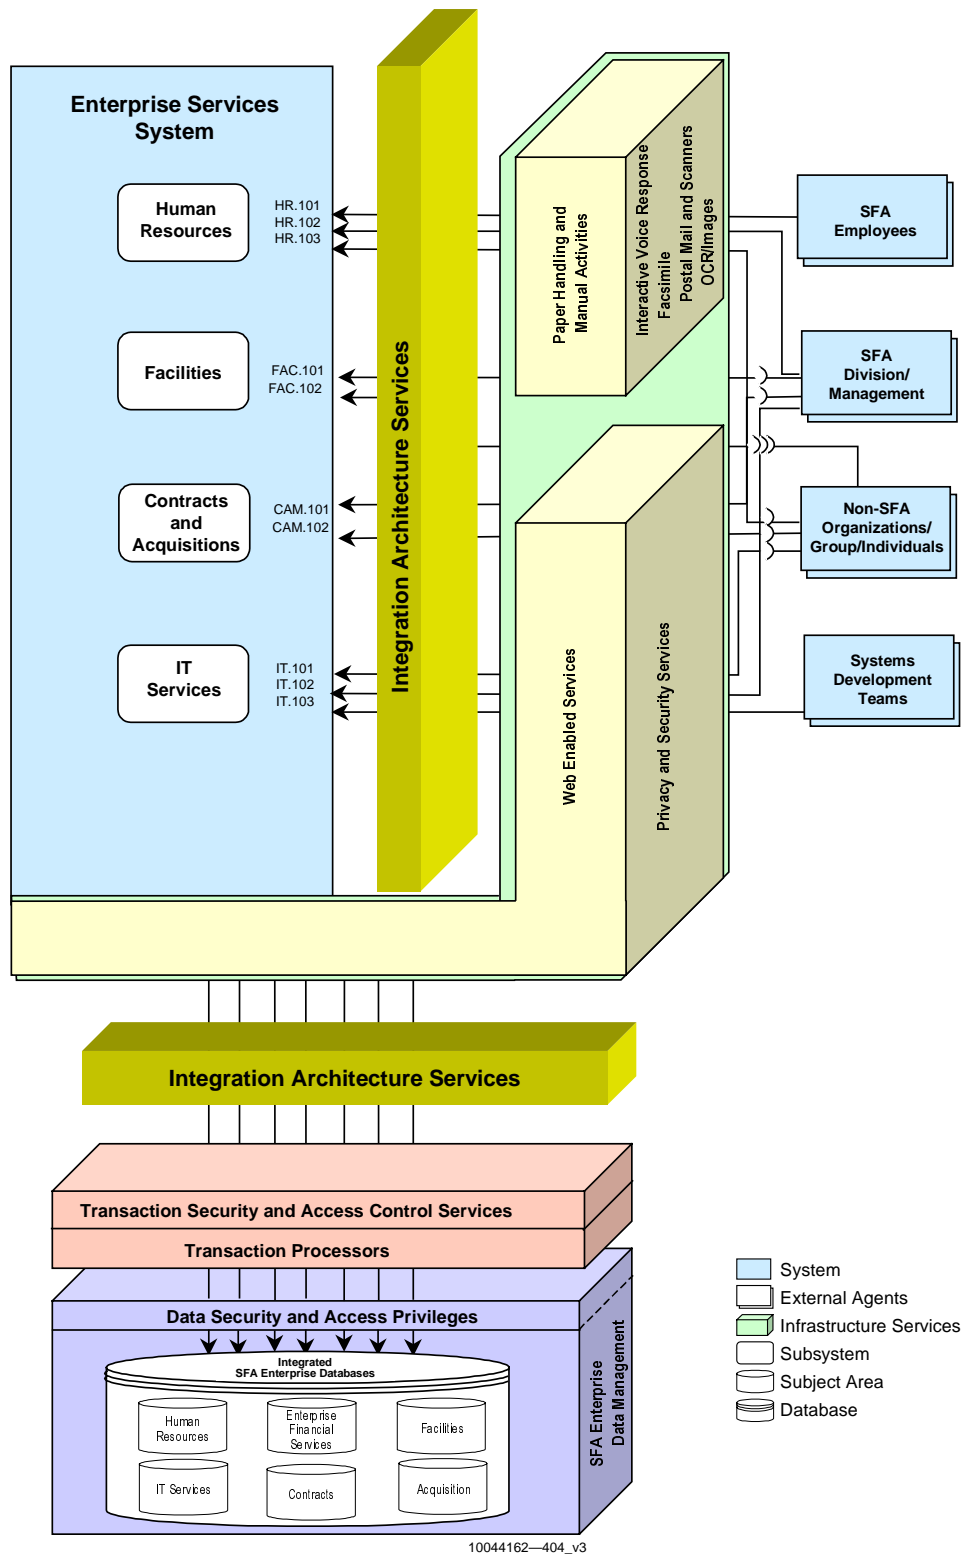 Enterprise Services
System
Human
Resources
HR.101
HR.102
HR.103
Facilities
FAC.101
FAC.102
Contracts
and
Acquisitions
CAM.101
CAM.102
IT
Services
IT.101
IT.102
IT.103
Integration Architecture Services
Paper Handling and
Manual Activities
Interactive Voice Response
Facsimile
Postal Mail and Scanners
OCR/Images
Web Enabled Services
Privacy and Security Services
SFA
Employees
SFA
Division/
Management
Non-SFA
Organizations/
Group/Individuals
Systems
Development
Teams
Integration Architecture Services
Transaction Security and Access Control Services
Transaction Processors
Data Security and Access Privileges
Integrated
SFA Enterprise Databases
Human
Resources
Enterprise
Financial
Services
Facilities
IT Services
Contracts
Acquisition
SFA Enterprise
Data Management
System
External Agents
Infrastructure Services
Subsystem
Subject Area
Database
10044162—404_v3